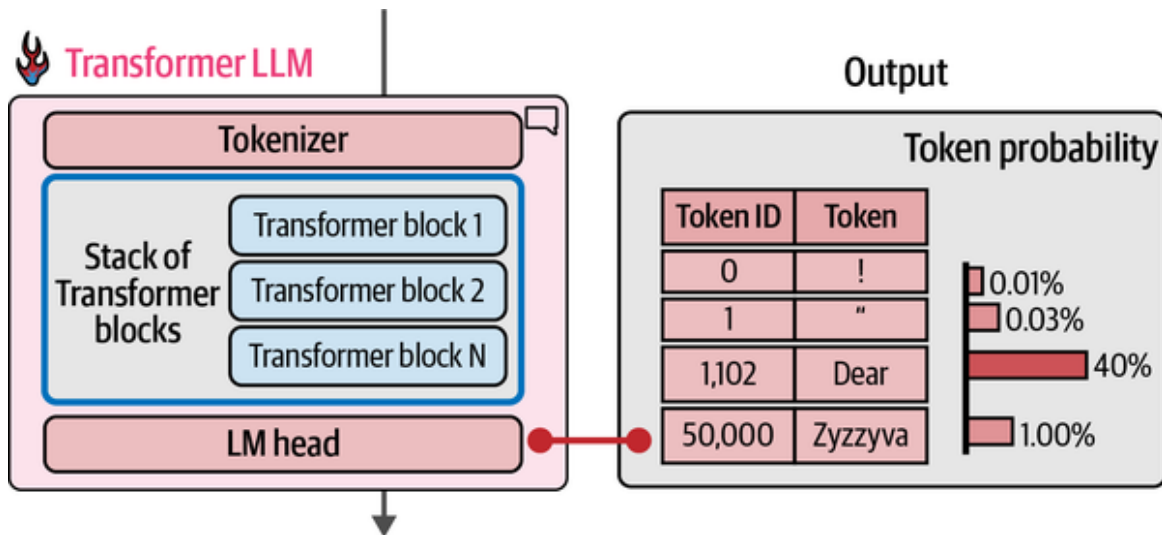 Transformer LLM
Tokenizer
Stack of
Transformer
blocks
Transformer block 1
Transformer block 2
Transformer block N
LM head
Output
Token probability
Token ID Token
0 !
1 “
1,102 Dear
50,000 Zyzzyva
0.01%
0.03%
40%
1.00%